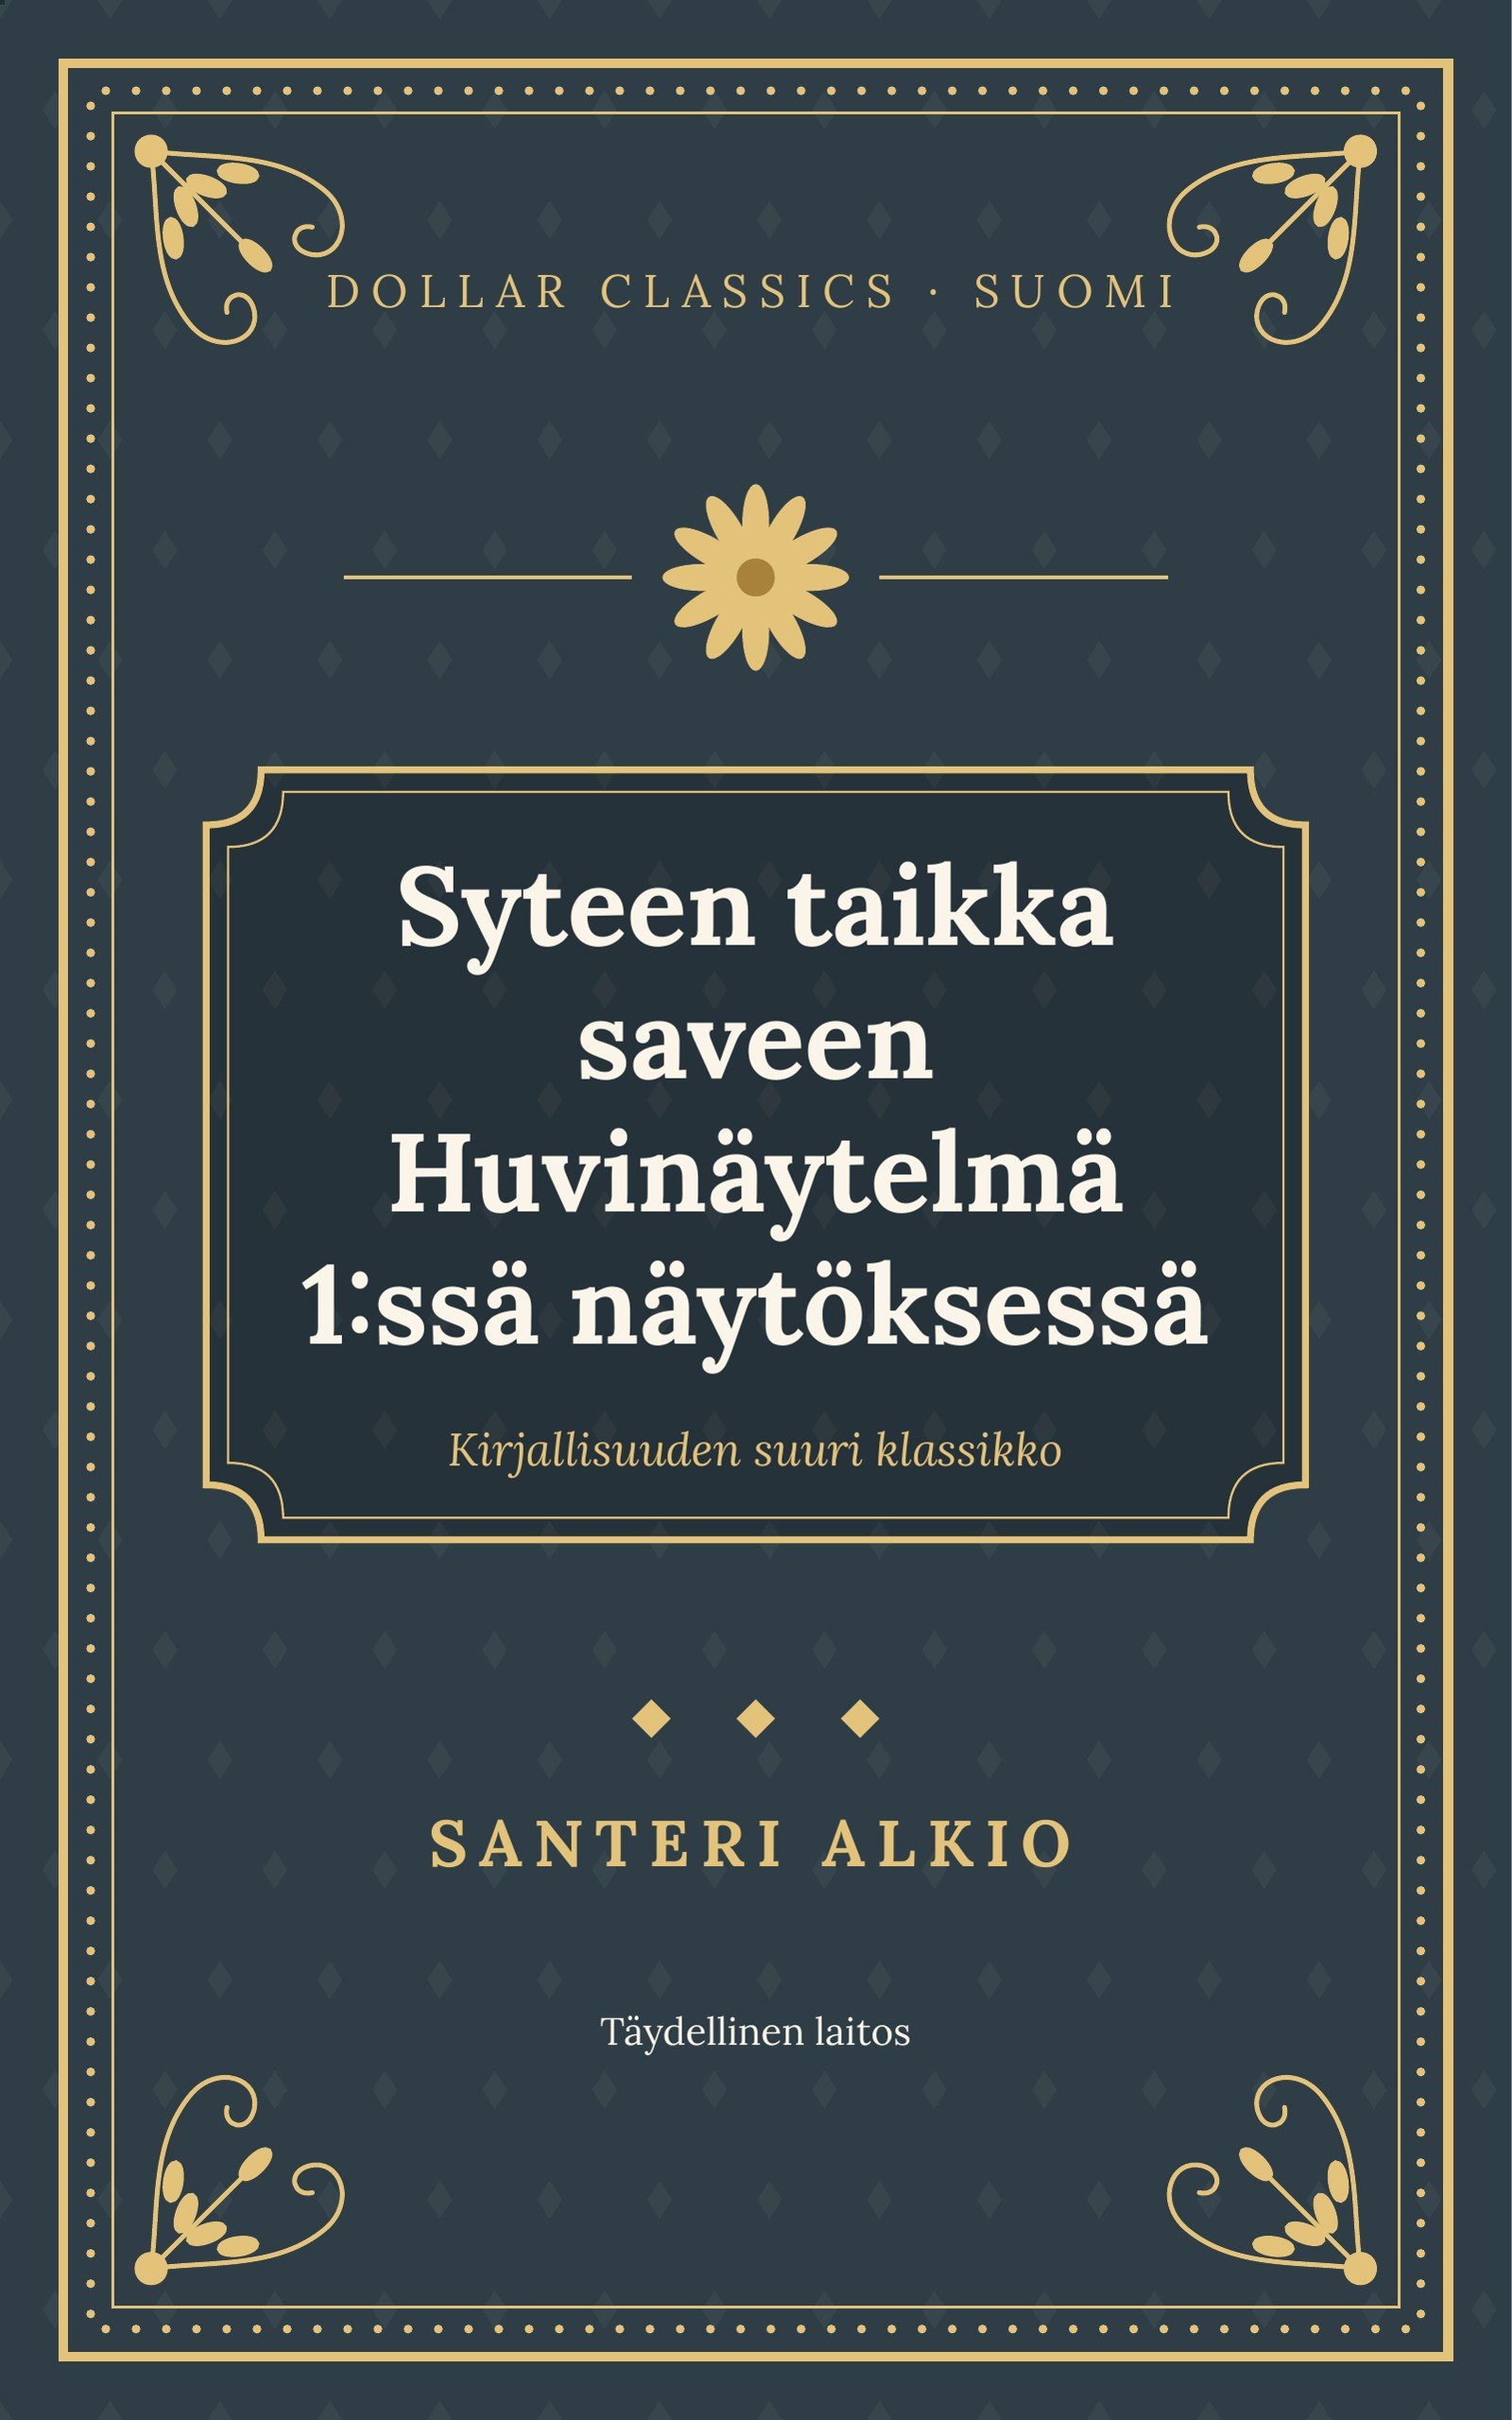 DOLLAR CLASSICS · SUOMI
Syteen taikka
saveen
Huvinäytelmä
1:ssä näytöksessä
Kirjallisuuden suuri klassikko
SANTERI ALKIO
Täydellinen laitos